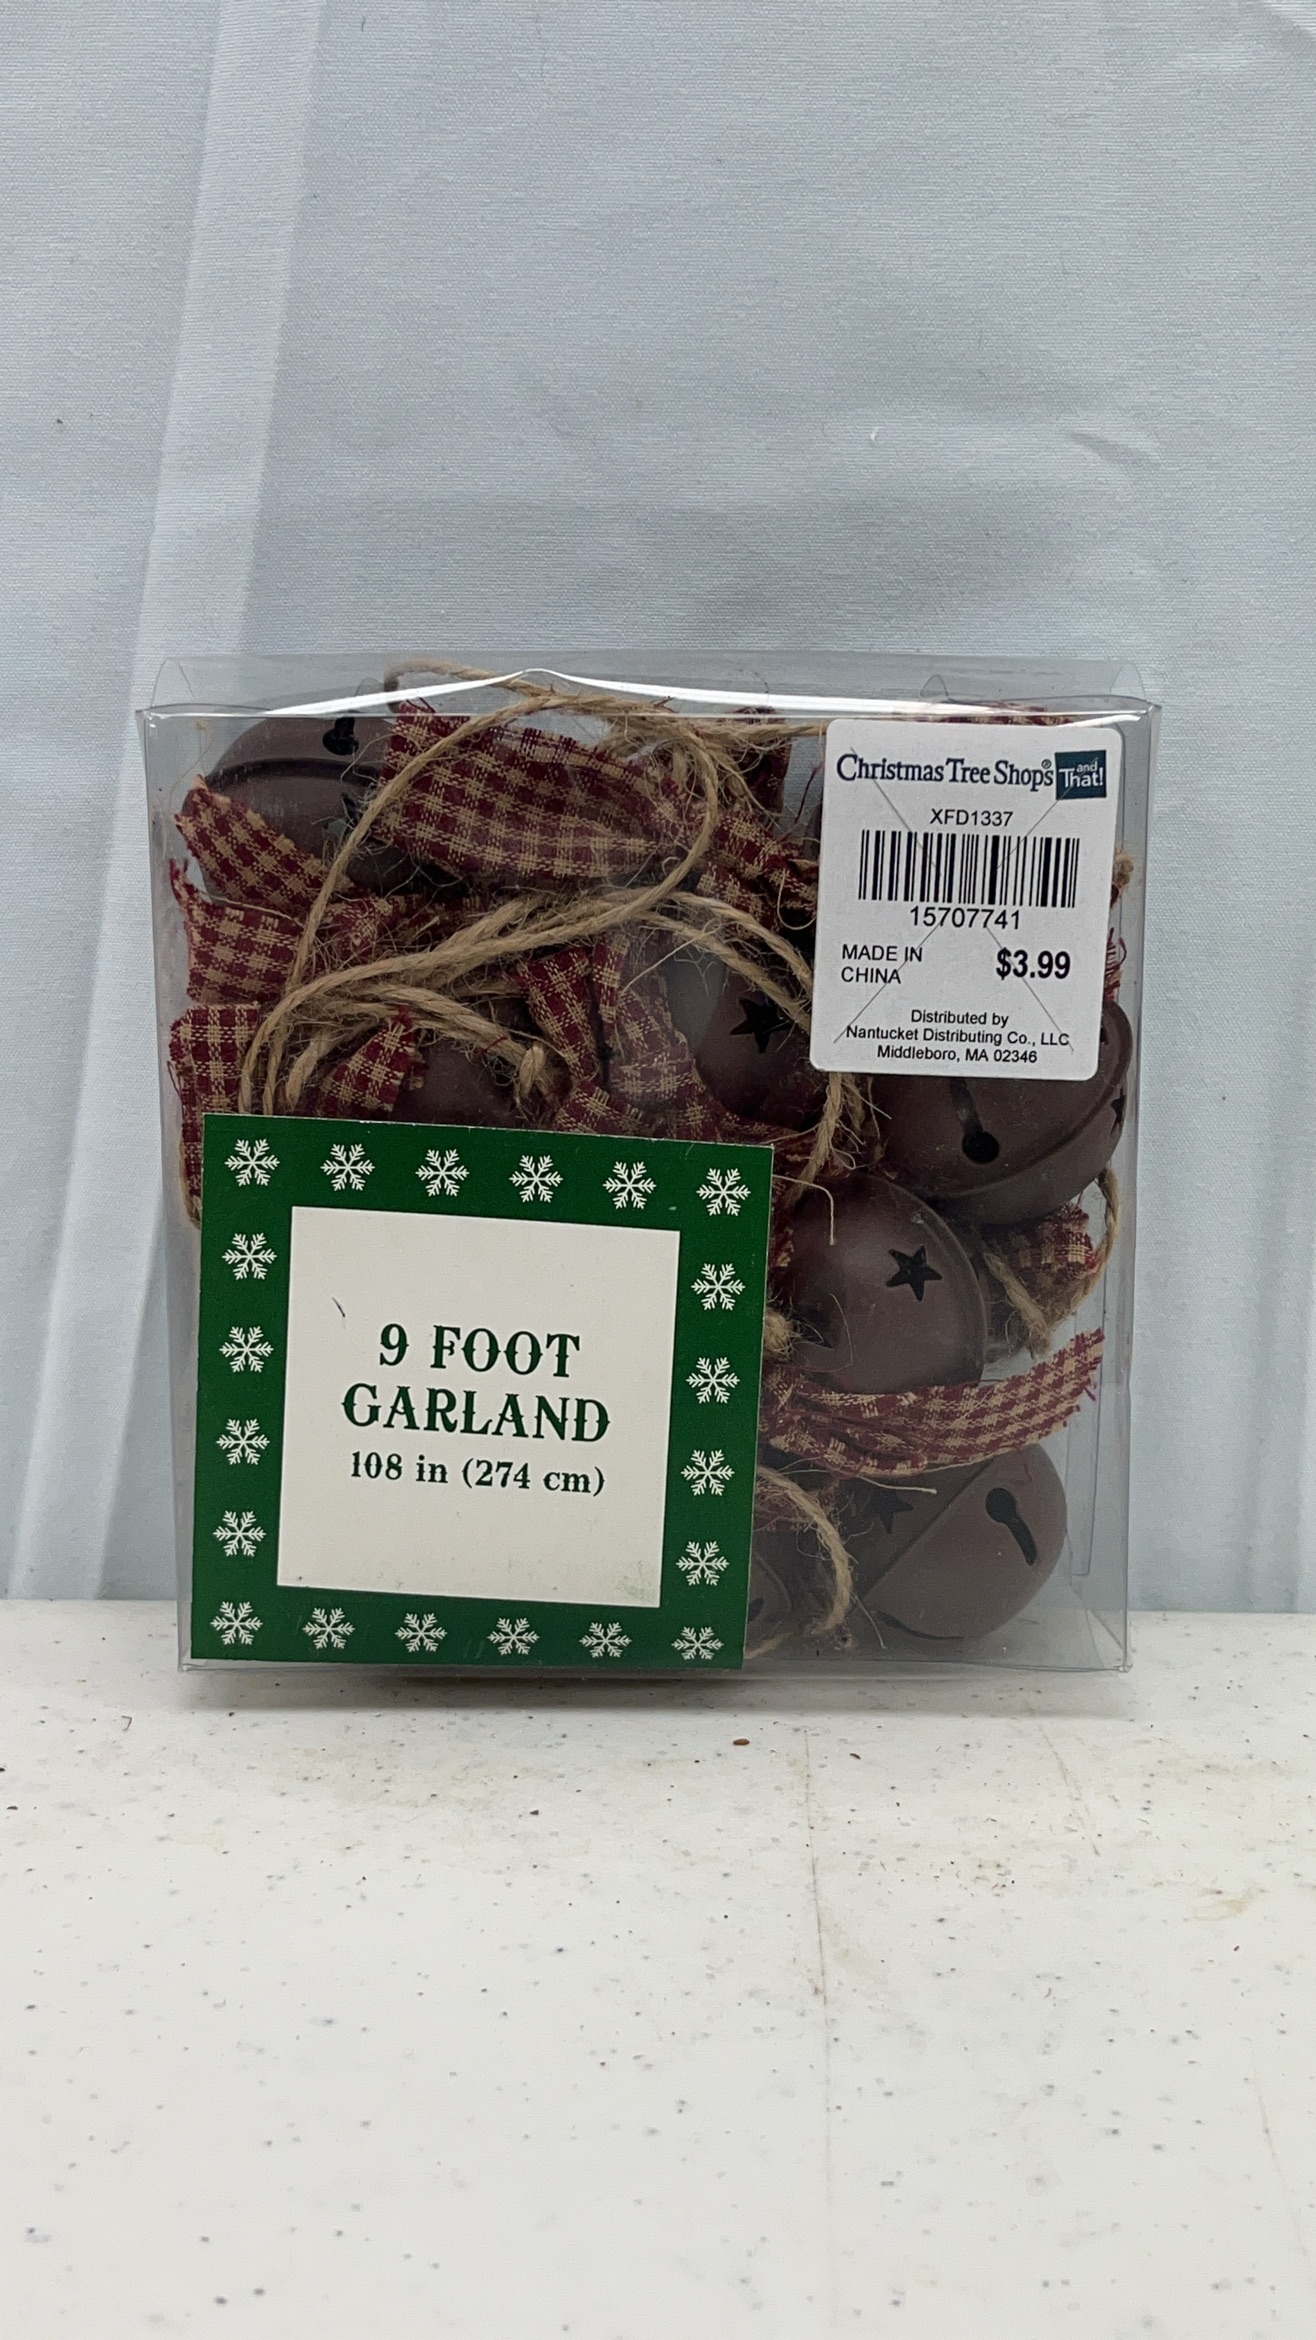 Christmas Tree Shops® and That!
XFD1337
15707741
MADE IN
CHINA
$3.99
Distributed by
Nantucket Distributing Co., LLC
Middleboro, MA 02346
9 FOOT
GARLAND
108 in (274 cm)